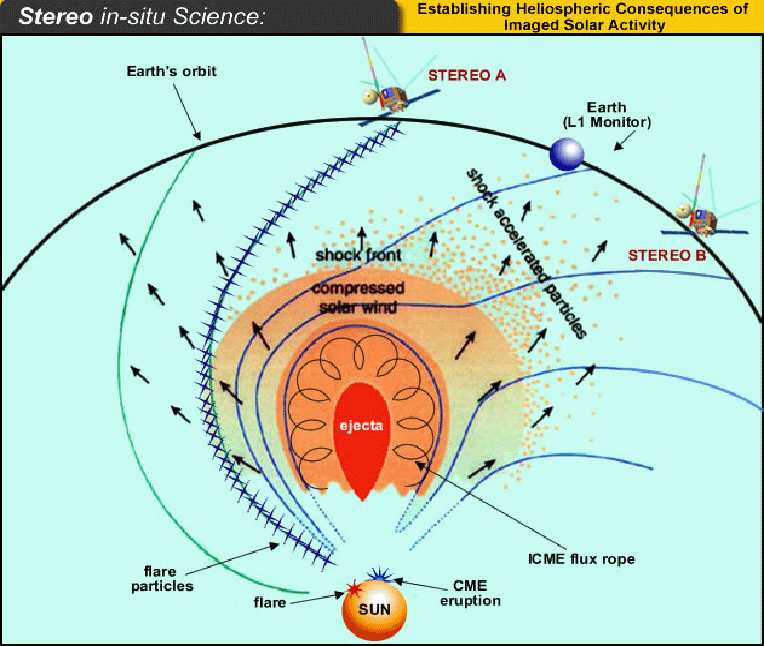 Stereo in-situ Science:
Establishing Heliospheric Consequences of
Imaged Solar Activity
Earth's orbit
STEREO A
Earth
(L1 Monitor)
shock accelerated particles
STEREO B
shock front
compressed
solar wind
ejecta
ICME flux rope
flare
particles
flare
SUN
CME
eruption